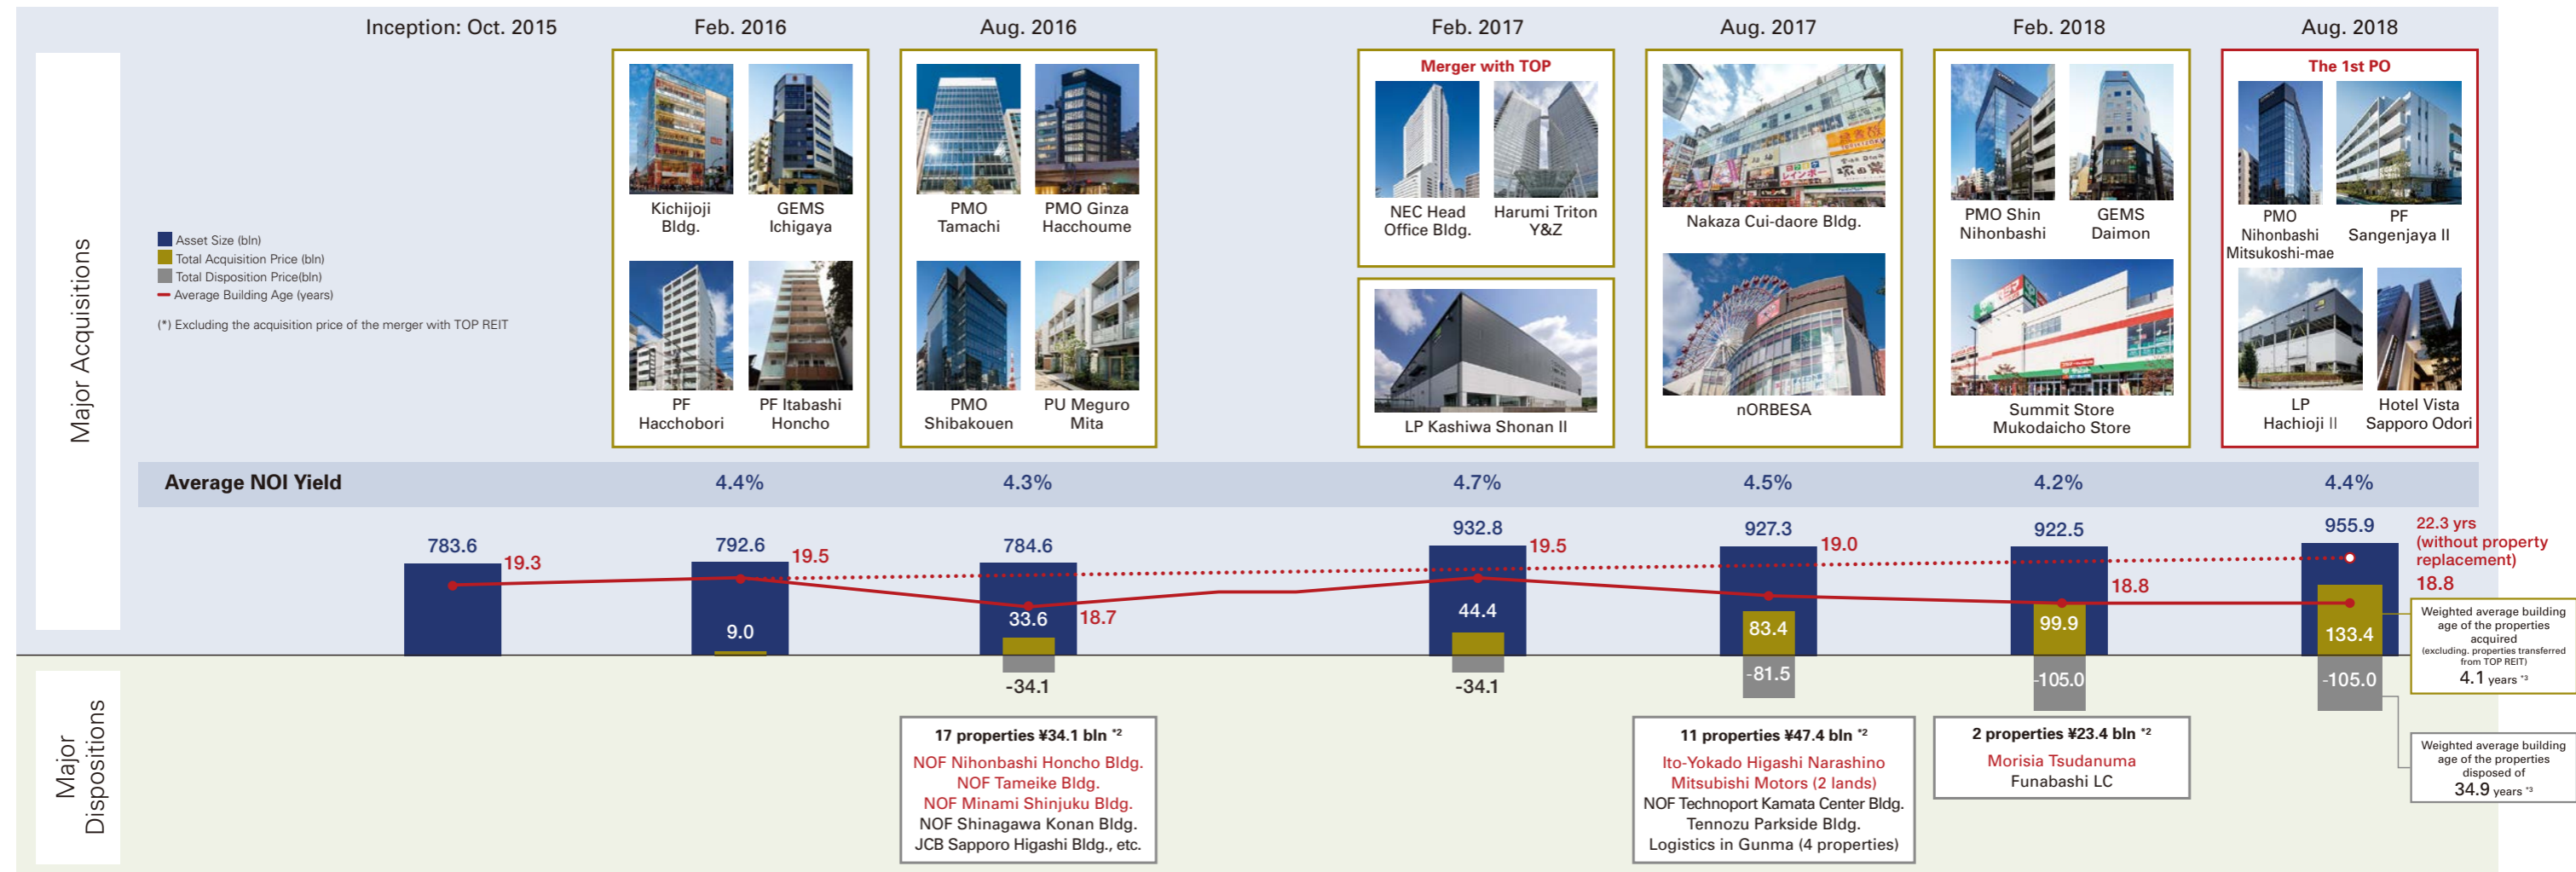 Inception: Oct. 2015
Feb. 2016
Aug. 2016
Feb. 2017
Aug. 2017
Feb. 2018
Aug. 2018
Major Acquisitions
Asset Size (bln)
Total Acquisition Price (bln)
Total Disposition Price(bln)
Average Building Age (years)
(*) Excluding the acquisition price of the merger with TOP REIT
Kichijoji
Bldg.
GEMS
Ichigaya
PF
Hacchobori
PF Itabashi
Honcho
PMO
Tamachi
PMO Ginza
Hacchoume
PMO
Shibakouen
PU Meguro
Mita
Merger with TOP
NEC Head
Office Bldg.
Harumi Triton
Y&Z
LP Kashiwa Shonan II
Nakaza Cui-daore Bldg.
nORBESA
PMO Shin
Nihonbashi
GEMS
Daimon
Summit Store
Mukodaicho Store
The 1st PO
PMO
Nihonbashi
Mitsukoshi-mae
PF
Sangenjaya II
LP
Hachioji II
Hotel Vista
Sapporo Odori
Average NOI Yield
4.4%
4.3%
4.7%
4.5%
4.2%
4.4%
783.6
19.3
792.6
19.5
9.0
784.6
33.6
18.7
-34.1
932.8
19.5
44.4
-34.1
927.3
19.0
83.4
-81.5
922.5
18.8
99.9
-105.0
955.9
133.4
-105.0
22.3 yrs
(without property
replacement)
18.8
Weighted average building
age of the properties
acquired
(excluding. properties transferred
from TOP REIT)
4.1 years *3
Weighted average building
age of the properties
disposed of
34.9 years *3
Major
Dispositions
17 properties ¥34.1 bln *2
NOF Nihonbashi Honcho Bldg.
NOF Tameike Bldg.
NOF Minami Shinjuku Bldg.
NOF Shinagawa Konan Bldg.
JCB Sapporo Higashi Bldg., etc.
11 properties ¥47.4 bln *2
Ito-Yokado Higashi Narashino
Mitsubishi Motors (2 lands)
NOF Technoport Kamata Center Bldg.
Tennozu Parkside Bldg.
Logistics in Gunma (4 properties)
2 properties ¥23.4 bln *2
Morisia Tsudanuma
Funabashi LC